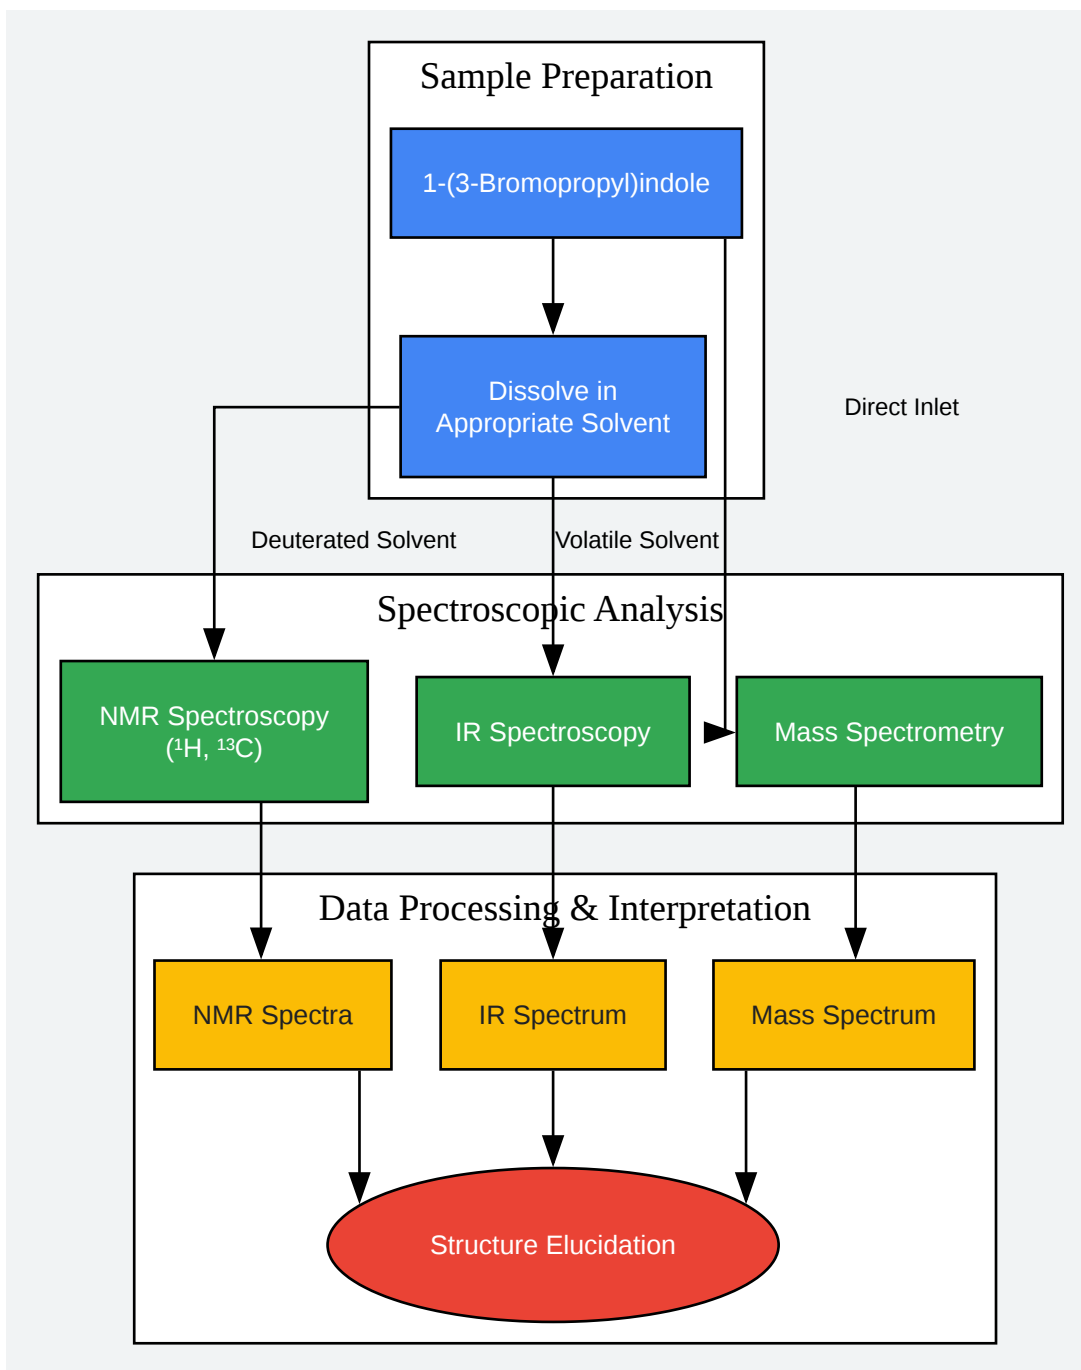 Sample Preparation
1-(3-Bromopropyl)indole
Dissolve in
Appropriate Solvent
Direct Inlet
Deuterated Solvent
Volatile Solvent
Spectroscopic Analysis
NMR Spectroscopy
(¹H, ¹³C)
IR Spectroscopy
Mass Spectrometry
Data Processing & Interpretation
NMR Spectra
IR Spectrum
Mass Spectrum
Structure Elucidation